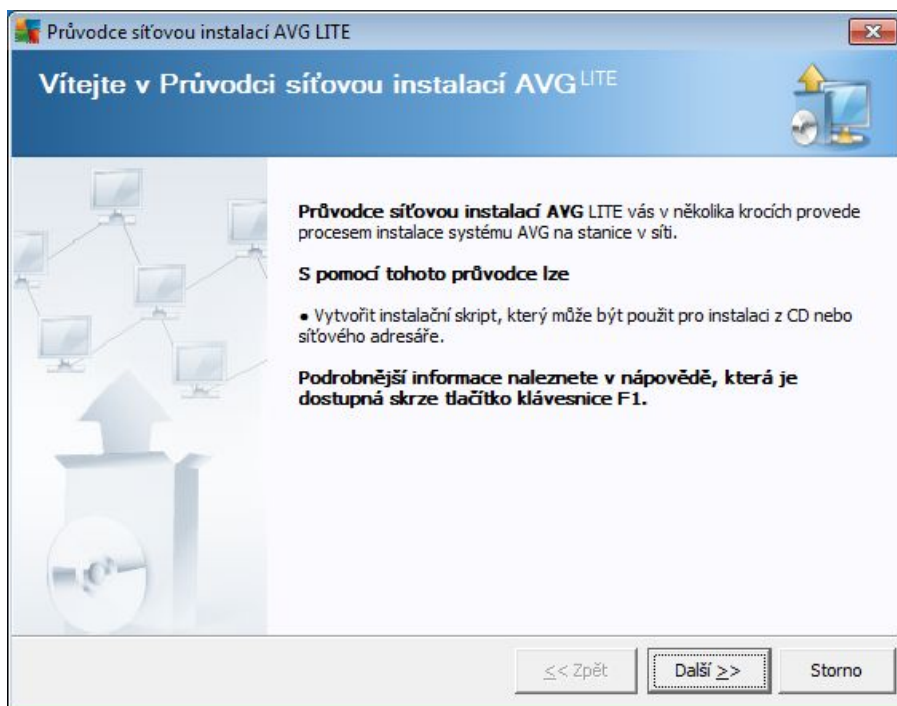 Průvodce síťovou instalací AVG LITE
Vítejte v Průvodci síťovou instalací AVG LITE
Průvodce síťovou instalací AVG LITE vás v několika krocích provede
procesem instalace systému AVG na stanice v síti.
S pomocí tohoto průvodce lze
• Vytvořit instalační skript, který může být použit pro instalaci z CD nebo
síťového adresáře.
Podrobnější informace naleznete v nápovědě, která je
dostupná skrze tlačítko klávesnice F1.
<< Zpět
Další >>
Storno